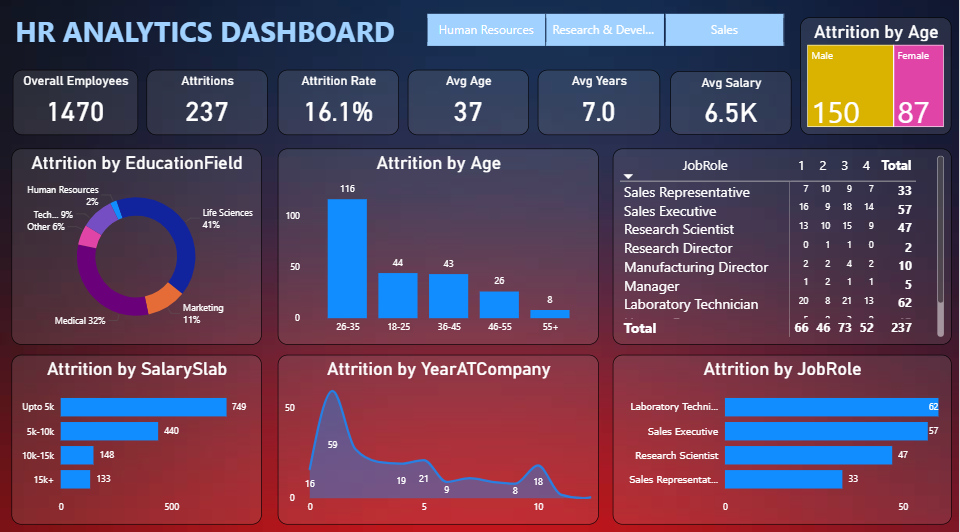 HR ANALYTICS DASHBOARD
Human Resources
Research & Devel...
Sales
Overall Employees
1470
Attritions
237
Attrition Rate
16.1%
Avg Age
37
Avg Years
7.0
Avg Salary
6.5K
Attrition by Age
Male
150
Female
87
Attrition by EducationField
Human Resources
2%
Tech... 9%
Other 6%
Life Sciences
41%
Marketing
11%
Medical 32%
Attrition by Age
100
50
0
116
44
43
26
8
26-35 18-25 36-45 46-55 55+
JobRole 1 2 3 4 Total
Sales Representative 7 10 9 7 33
Sales Executive 16 9 18 14 57
Research Scientist 13 10 15 9 47
Research Director 0 1 1 0 2
Manufacturing Director 2 2 4 2 10
Manager 1 2 1 1 5
Laboratory Technician 20 8 21 13 62
Total 66 46 73 52 237
Attrition by SalarySlab
Upto 5k 749
5k-10k 440
10k-15k 148
15k+ 133
0 500
Attrition by YearATCompany
50
0
16
59
19
21
9
8
18
0 5 10
Attrition by JobRole
Laboratory Techni... 62
Sales Executive 57
Research Scientist 47
Sales Representat... 33
0 50